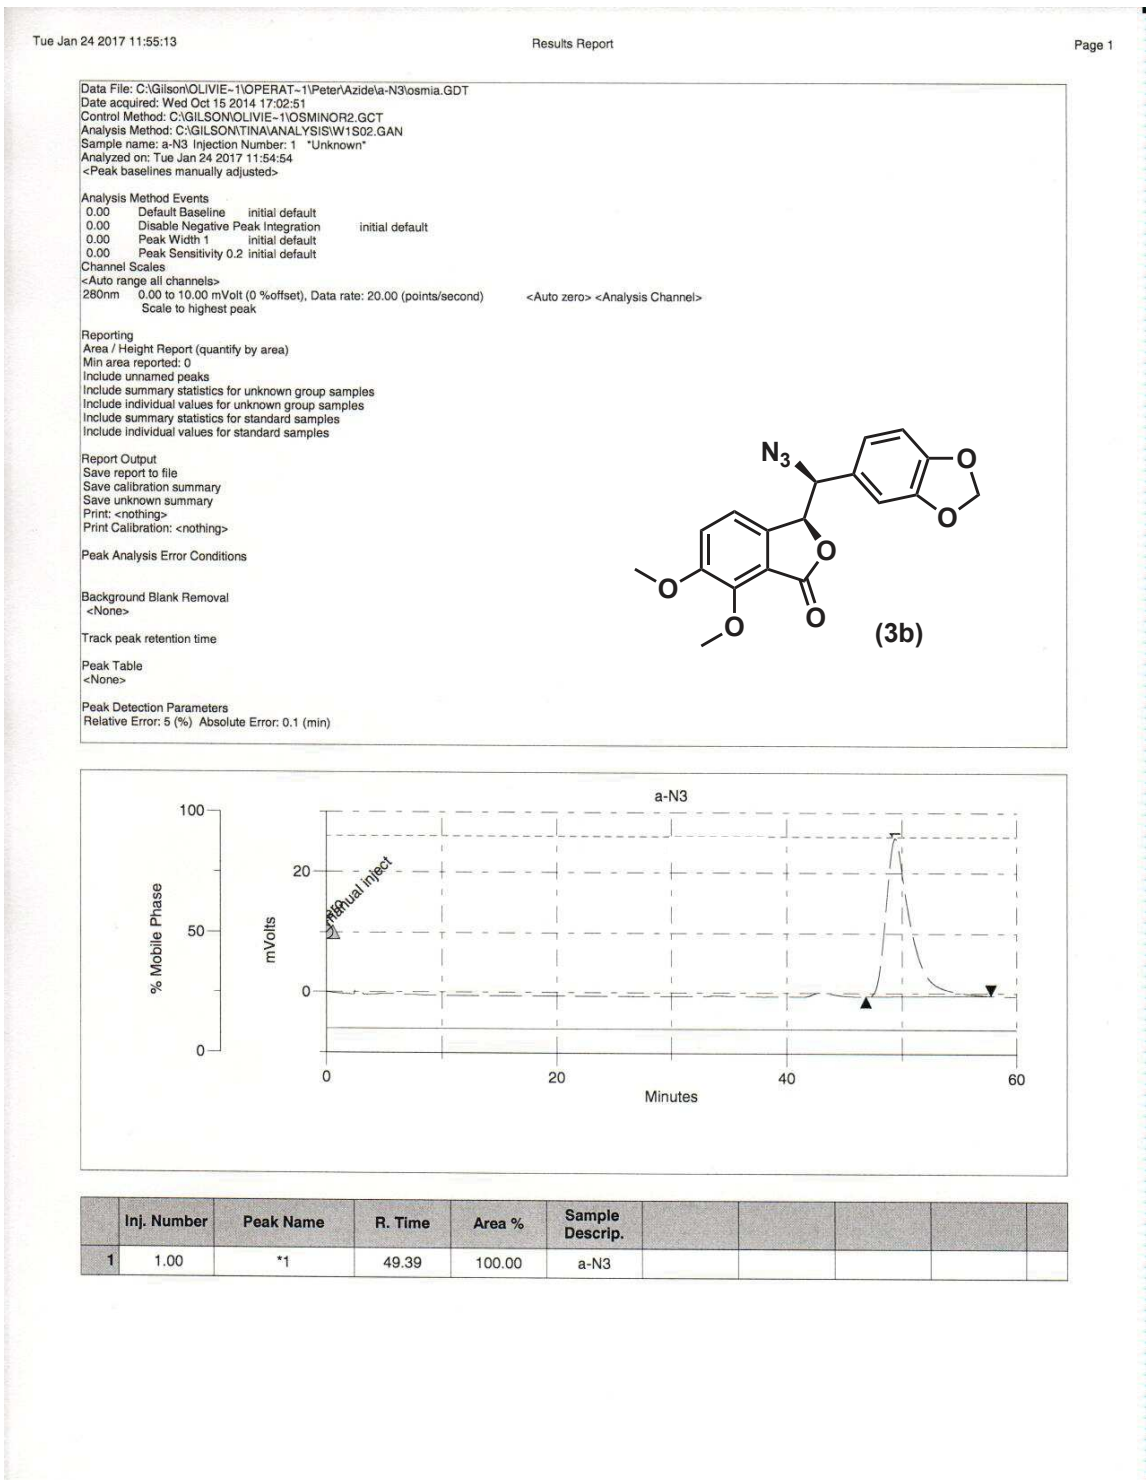 Tue Jan 24 2017 11:55:13 Results Report Page 1
Data File: C:\Gilson\OLIVIE~1\OPERAT~1\Peter\Azide\a-N3\osmia.GDT
Date acquired: Wed Oct 15 2014 17:02:51
Control Method: C:\GILSON\OLIVIE~1\OSMINOR2.GCT
Analysis Method: C:\GILSON\TINA\ANALYSIS\W1S02.GAN
Sample name: a-N3 Injection Number: 1 *Unknown*
Analyzed on: Tue Jan 24 2017 11:54:54
<Peak baselines manually adjusted>
Analysis Method Events
0.00 Default Baseline initial default
0.00 Disable Negative Peak Integration initial default
0.00 Peak Width 1 initial default
0.00 Peak Sensitivity 0.2 initial default
Channel Scales
<Auto range all channels>
280nm 0.00 to 10.00 mVolt (0 %offset), Data rate: 20.00 (points/second) <Auto zero> <Analysis Channel>
Scale to highest peak
Reporting
Area / Height Report (quantify by area)
Min area reported: 0
Include unnamed peaks
Include summary statistics for unknown group samples
Include individual values for unknown group samples
Include summary statistics for standard samples
Include individual values for standard samples
Report Output
Save report to file
Save calibration summary
Save unknown summary
Print: <nothing>
Print Calibration: <nothing>
Peak Analysis Error Conditions
Background Blank Removal
<None>
Track peak retention time
Peak Table
<None>
Peak Detection Parameters
Relative Error: 5 (%) Absolute Error: 0.1 (min)
N3
O
O
O
O
O
O
(3b)
a-N3
100
50
0
% Mobile Phase
20
0
mVolts
manual inject
1
0 20 40 60
Minutes
Inj. Number Peak Name R. Time Area % Sample Descrip.
1 1.00 *1 49.39 100.00 a-N3